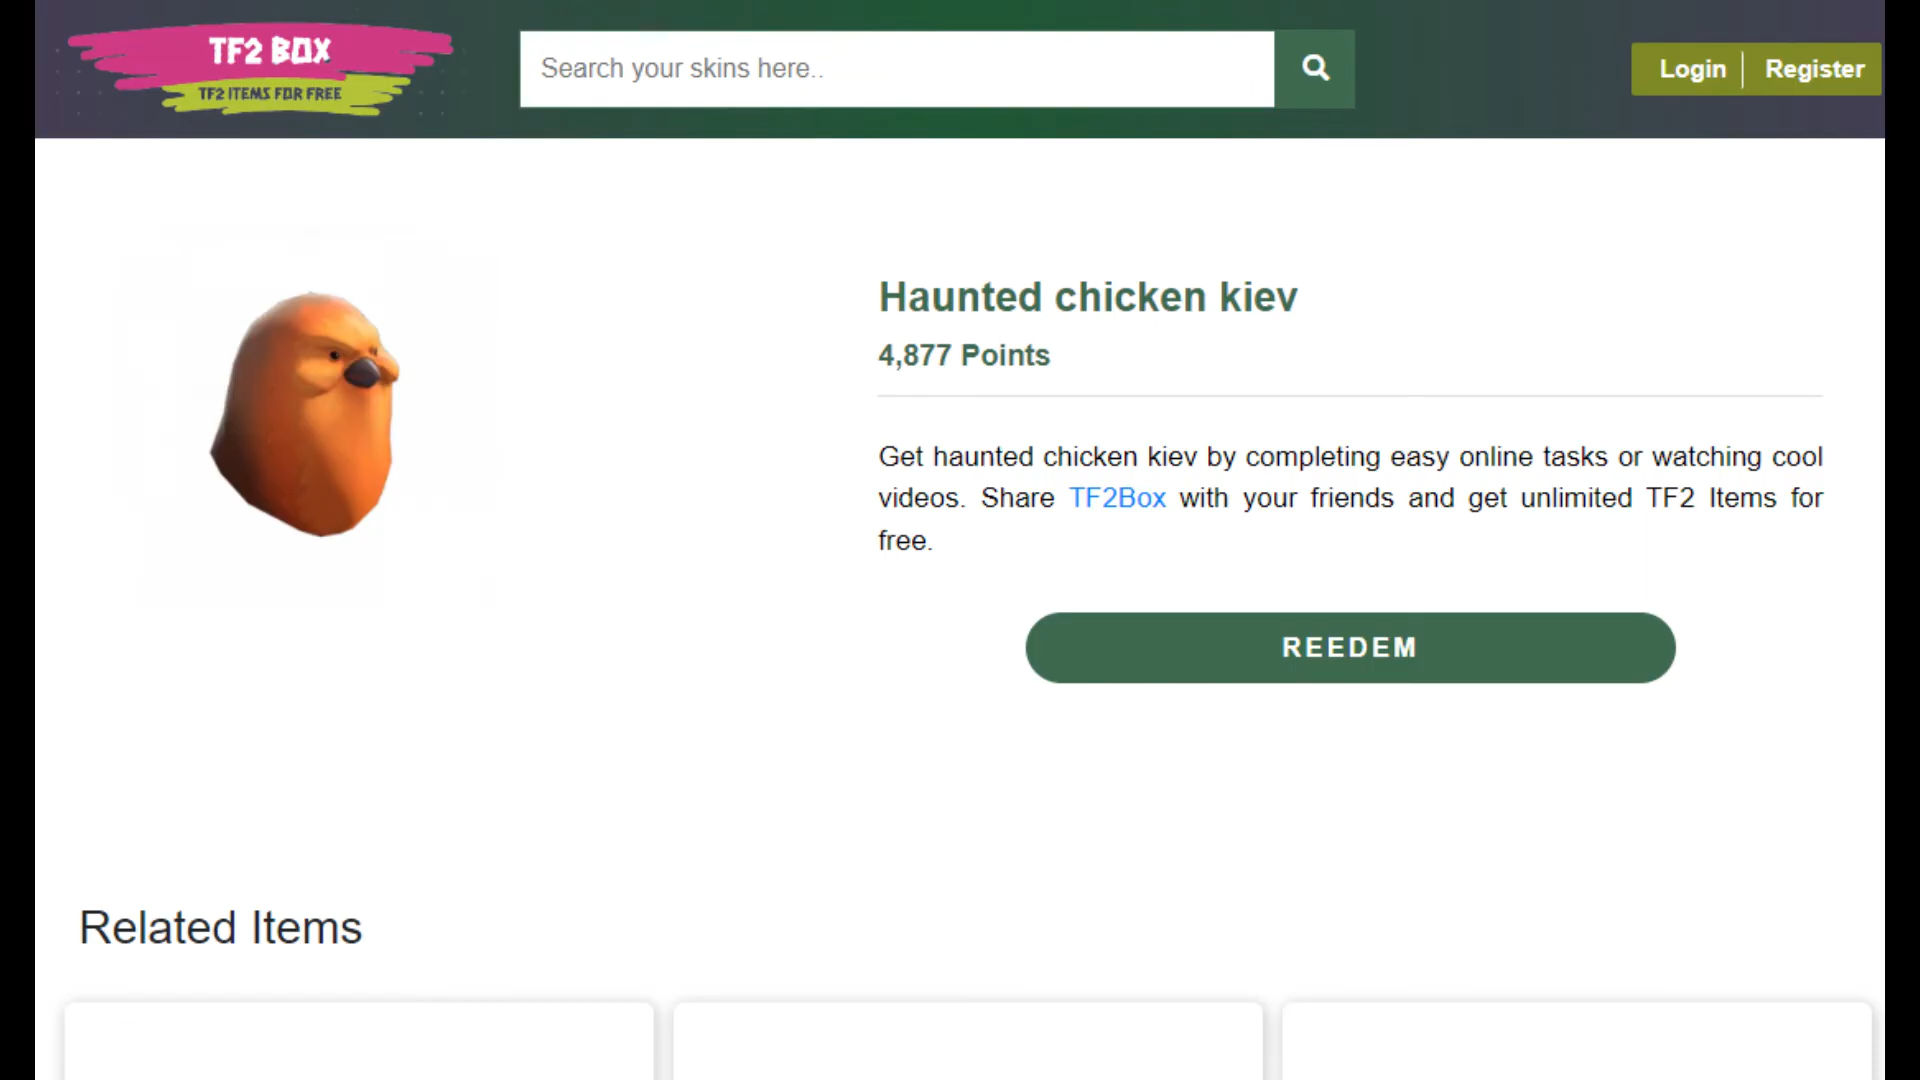 TF2 BOX
TF2 ITEMS FOR FREE
Search your skins here..
Login
Register
Haunted chicken kiev
4,877 Points
Get haunted chicken kiev by completing easy online tasks or watching cool
videos. Share TF2Box with your friends and get unlimited TF2 Items for
free.
REEDEM
Related Items